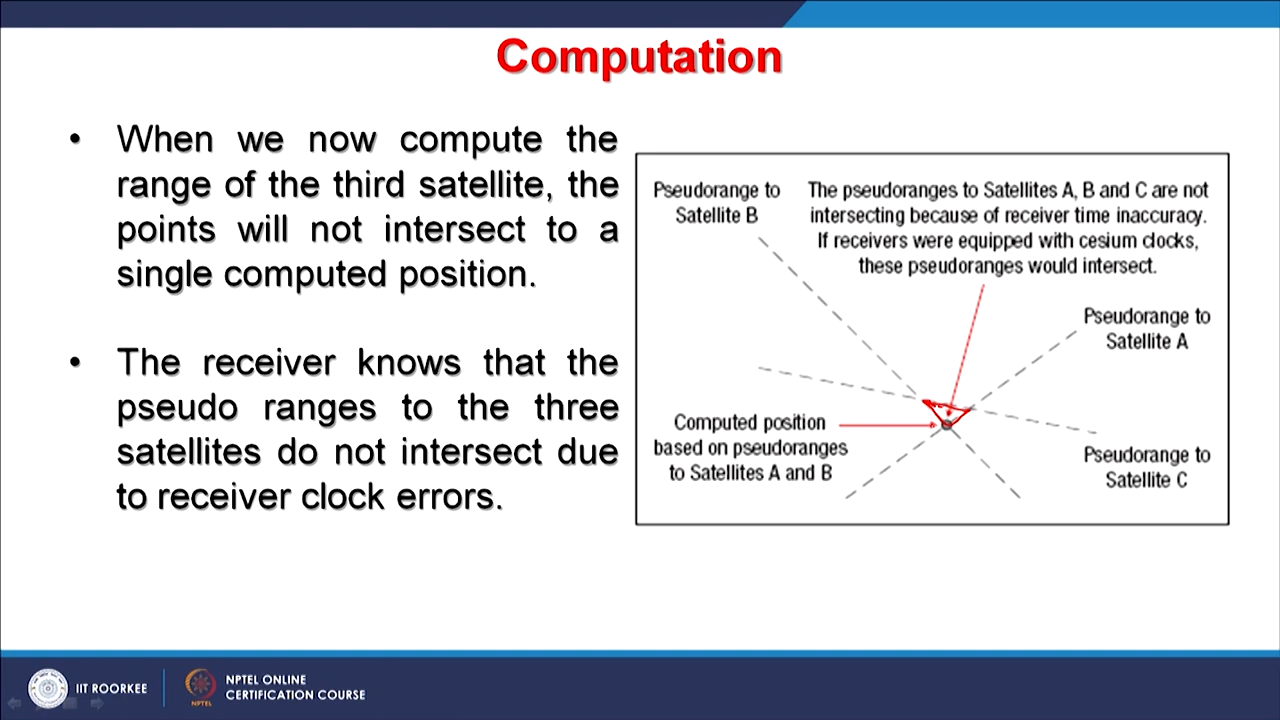 Computation
• When we now compute the
range of the third satellite, the
points will not intersect to a
single computed position.
• The receiver knows that the
pseudo ranges to the three
satellites do not intersect due
to receiver clock errors.
Pseudorange to
Satellite B
The pseudoranges to Satellites A, B and C are not
intersecting because of receiver time inaccuracy.
If receivers were equipped with cesium clocks,
these pseudoranges would intersect.
Pseudorange to
Satellite A
Computed position
based on pseudoranges
to Satellites A and B
Pseudorange to
Satellite C
IIT ROORKEE
NPTEL
NPTEL ONLINE
CERTIFICATION COURSE